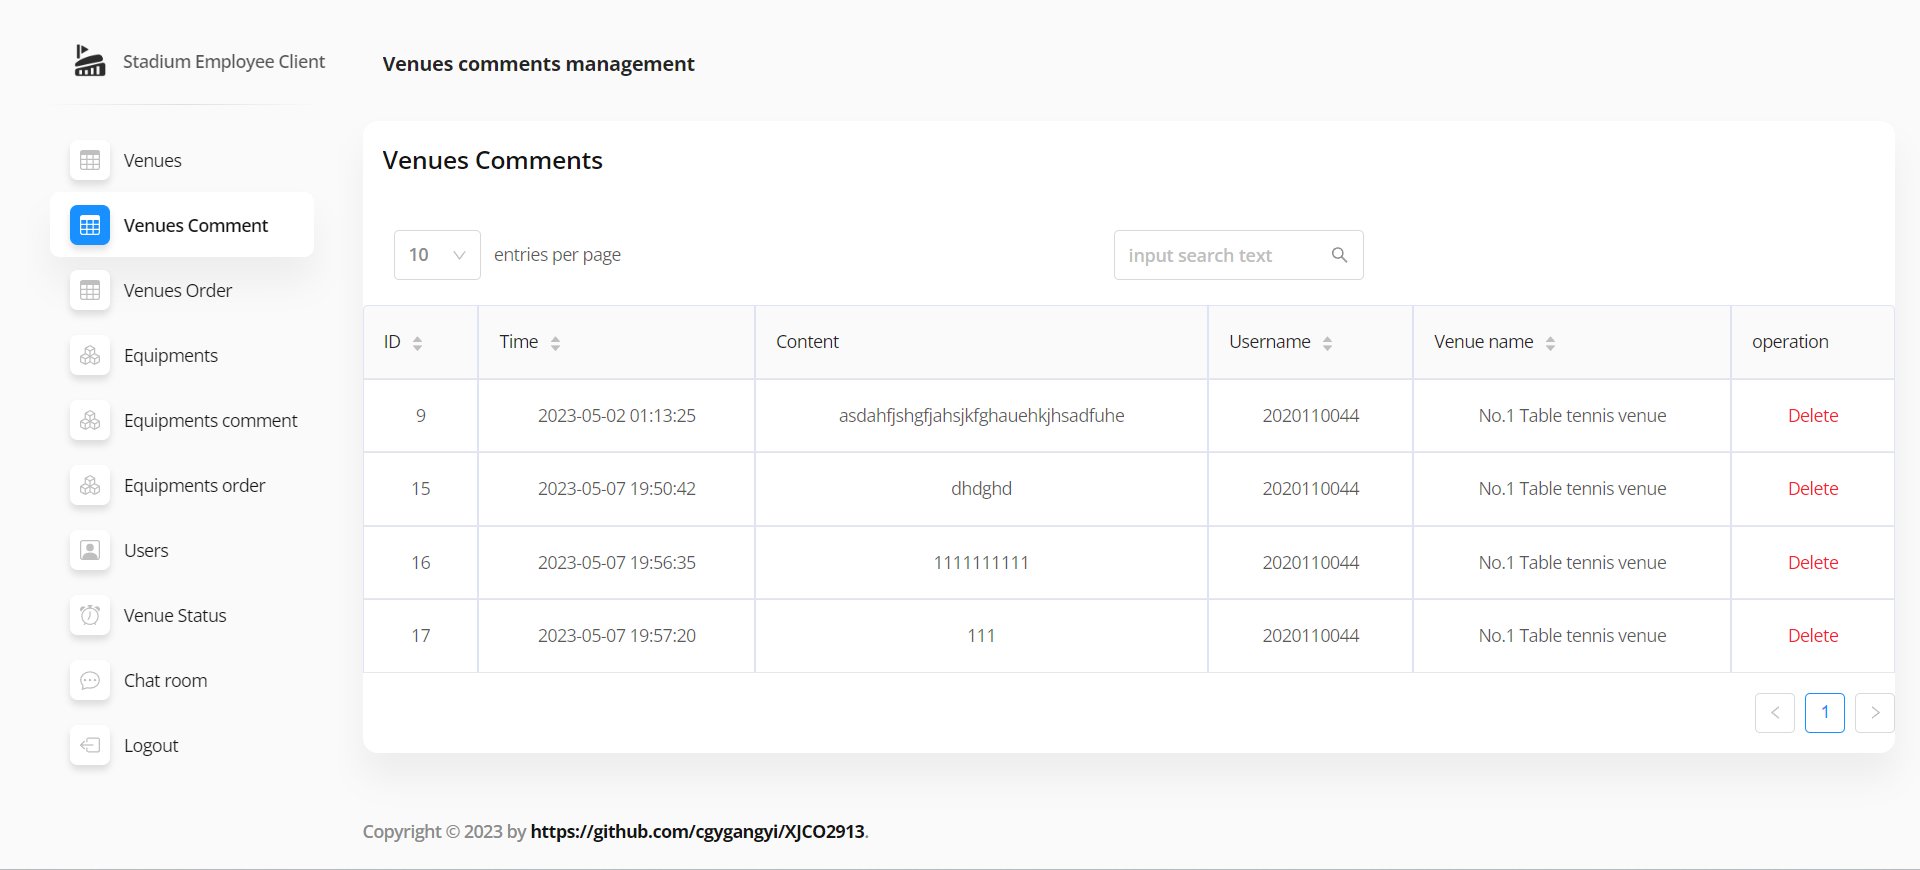 Stadium Employee Client
Venues comments management
Venues
Venues Comment
Venues Order
Equipments
Equipments comment
Equipments order
Users
Venue Status
Chat room
Logout
Venues Comments
10 entries per page
input search text
ID Time Content Username Venue name operation
9 2023-05-02 01:13:25 asdahfjshgfjahsjkfghauehkjhsadfuhe 2020110044 No.1 Table tennis venue Delete
15 2023-05-07 19:50:42 dhdghd 2020110044 No.1 Table tennis venue Delete
16 2023-05-07 19:56:35 1111111111 2020110044 No.1 Table tennis venue Delete
17 2023-05-07 19:57:20 111 2020110044 No.1 Table tennis venue Delete
< 1 >
Copyright © 2023 by https://github.com/cgygangyi/XJCO2913.